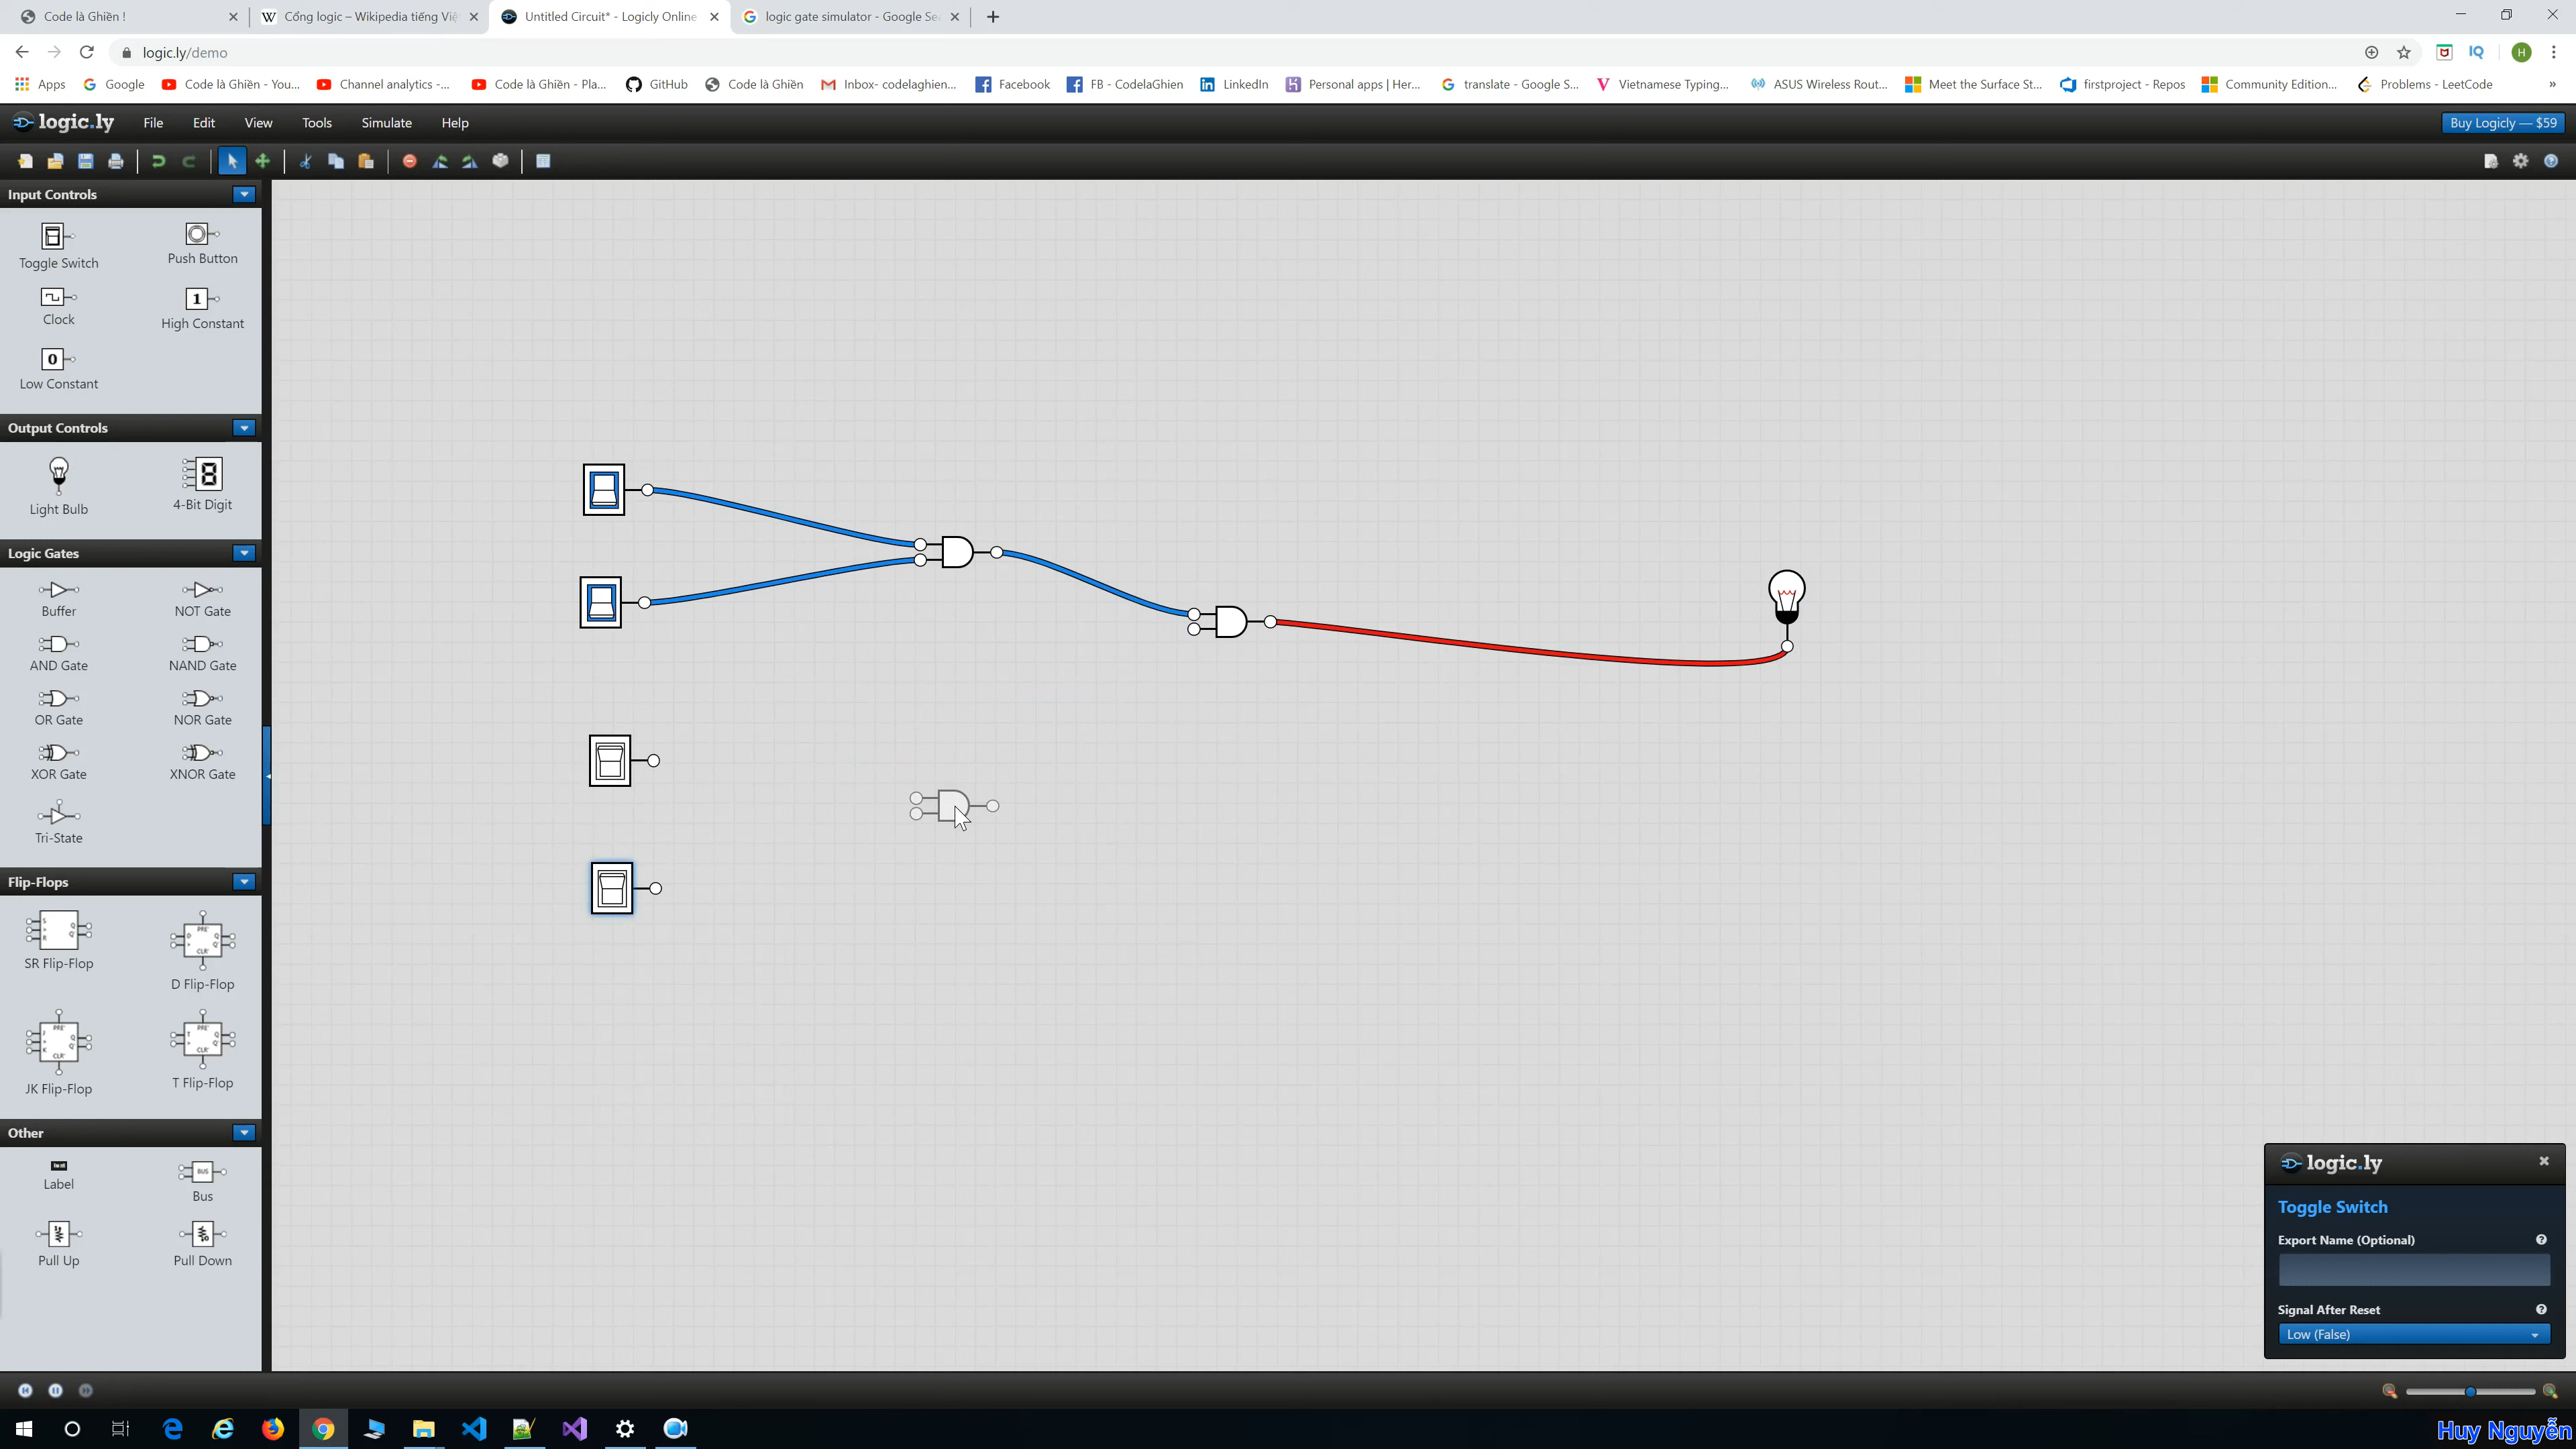 Code là Ghiền !
Cổng logic – Wikipedia tiếng Việ
Untitled Circuit* - Logicly Online
logic gate simulator - Google Sea
logic.ly/demo
Apps
Google
Code là Ghiền - You...
Channel analytics -...
Code là Ghiền - Pla...
GitHub
Code là Ghiền
Inbox- codelaghien...
Facebook
FB - CodelaGhien
LinkedIn
Personal apps | Her...
translate - Google S...
Vietnamese Typing...
ASUS Wireless Rout...
Meet the Surface St...
firstproject - Repos
Community Edition...
Problems - LeetCode
»
logic.ly
File
Edit
View
Tools
Simulate
Help
Buy Logicly — $59
Input Controls
Toggle Switch
Push Button
Clock
1
High Constant
0
Low Constant
Output Controls
Light Bulb
8
4-Bit Digit
Logic Gates
Buffer
NOT Gate
AND Gate
NAND Gate
OR Gate
NOR Gate
XOR Gate
XNOR Gate
Tri-State
Flip-Flops
SR Flip-Flop
D Flip-Flop
JK Flip-Flop
T Flip-Flop
Other
Label
BUS
Bus
Pull Up
Pull Down
logic.ly
Toggle Switch
Export Name (Optional)
Signal After Reset
Low (False)
Huy Nguyễn